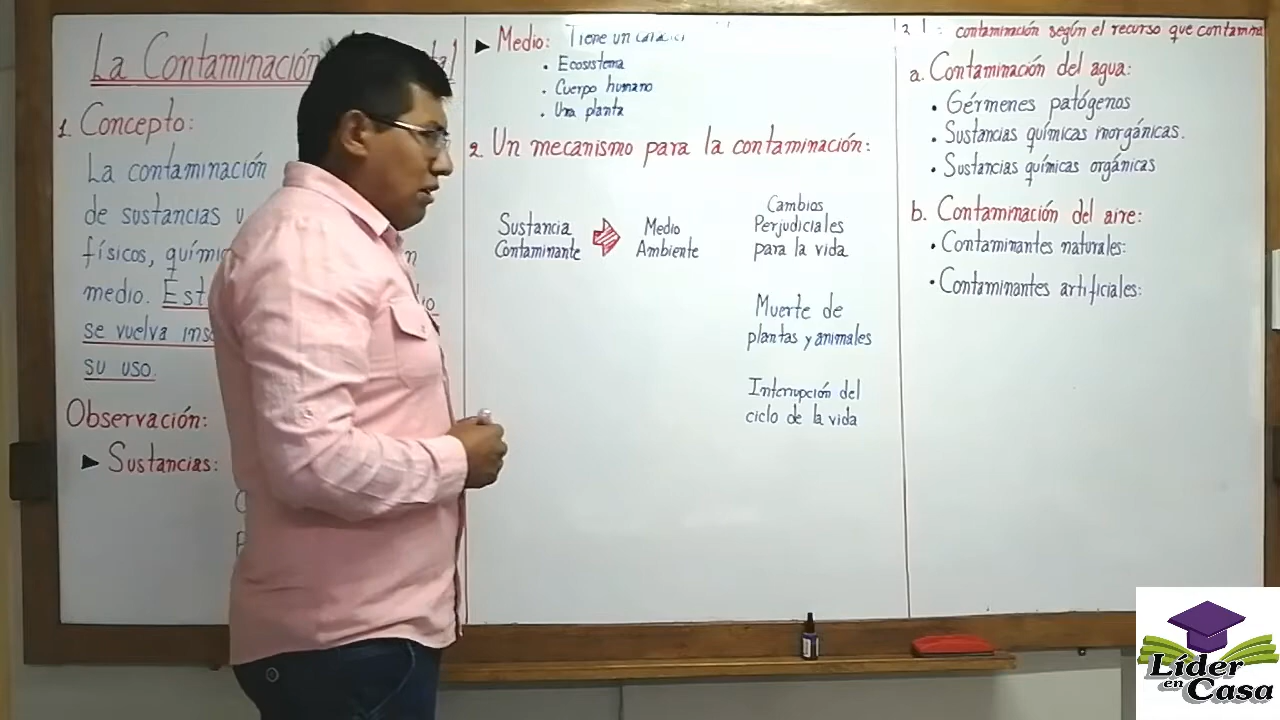 La Contaminación
1. Concepto:
La contaminación
de sustancias y
físicos,
medio.
se vuelva
su uso.
Observación:
► Sustancias:
► Medio: Tiene un
• Ecosistema
• Cuerpo humano
• Una planta
2. Un mecanismo para la contaminación:
Sustancia
Contaminante
Medio
Ambiente
Cambios
Perjudiciales
para la vida
Muerte de
plantas y animales
Interrupción del
ciclo de la vida
contaminación según el recurso que contamina
a. Contaminación del agua:
• Gérmenes patógenos
• Sustancias químicas inorgánicas.
• Sustancias químicas orgánicas
b. Contaminación del aire:
• Contaminantes naturales:
• Contaminantes artificiales:
Líder
en Casa